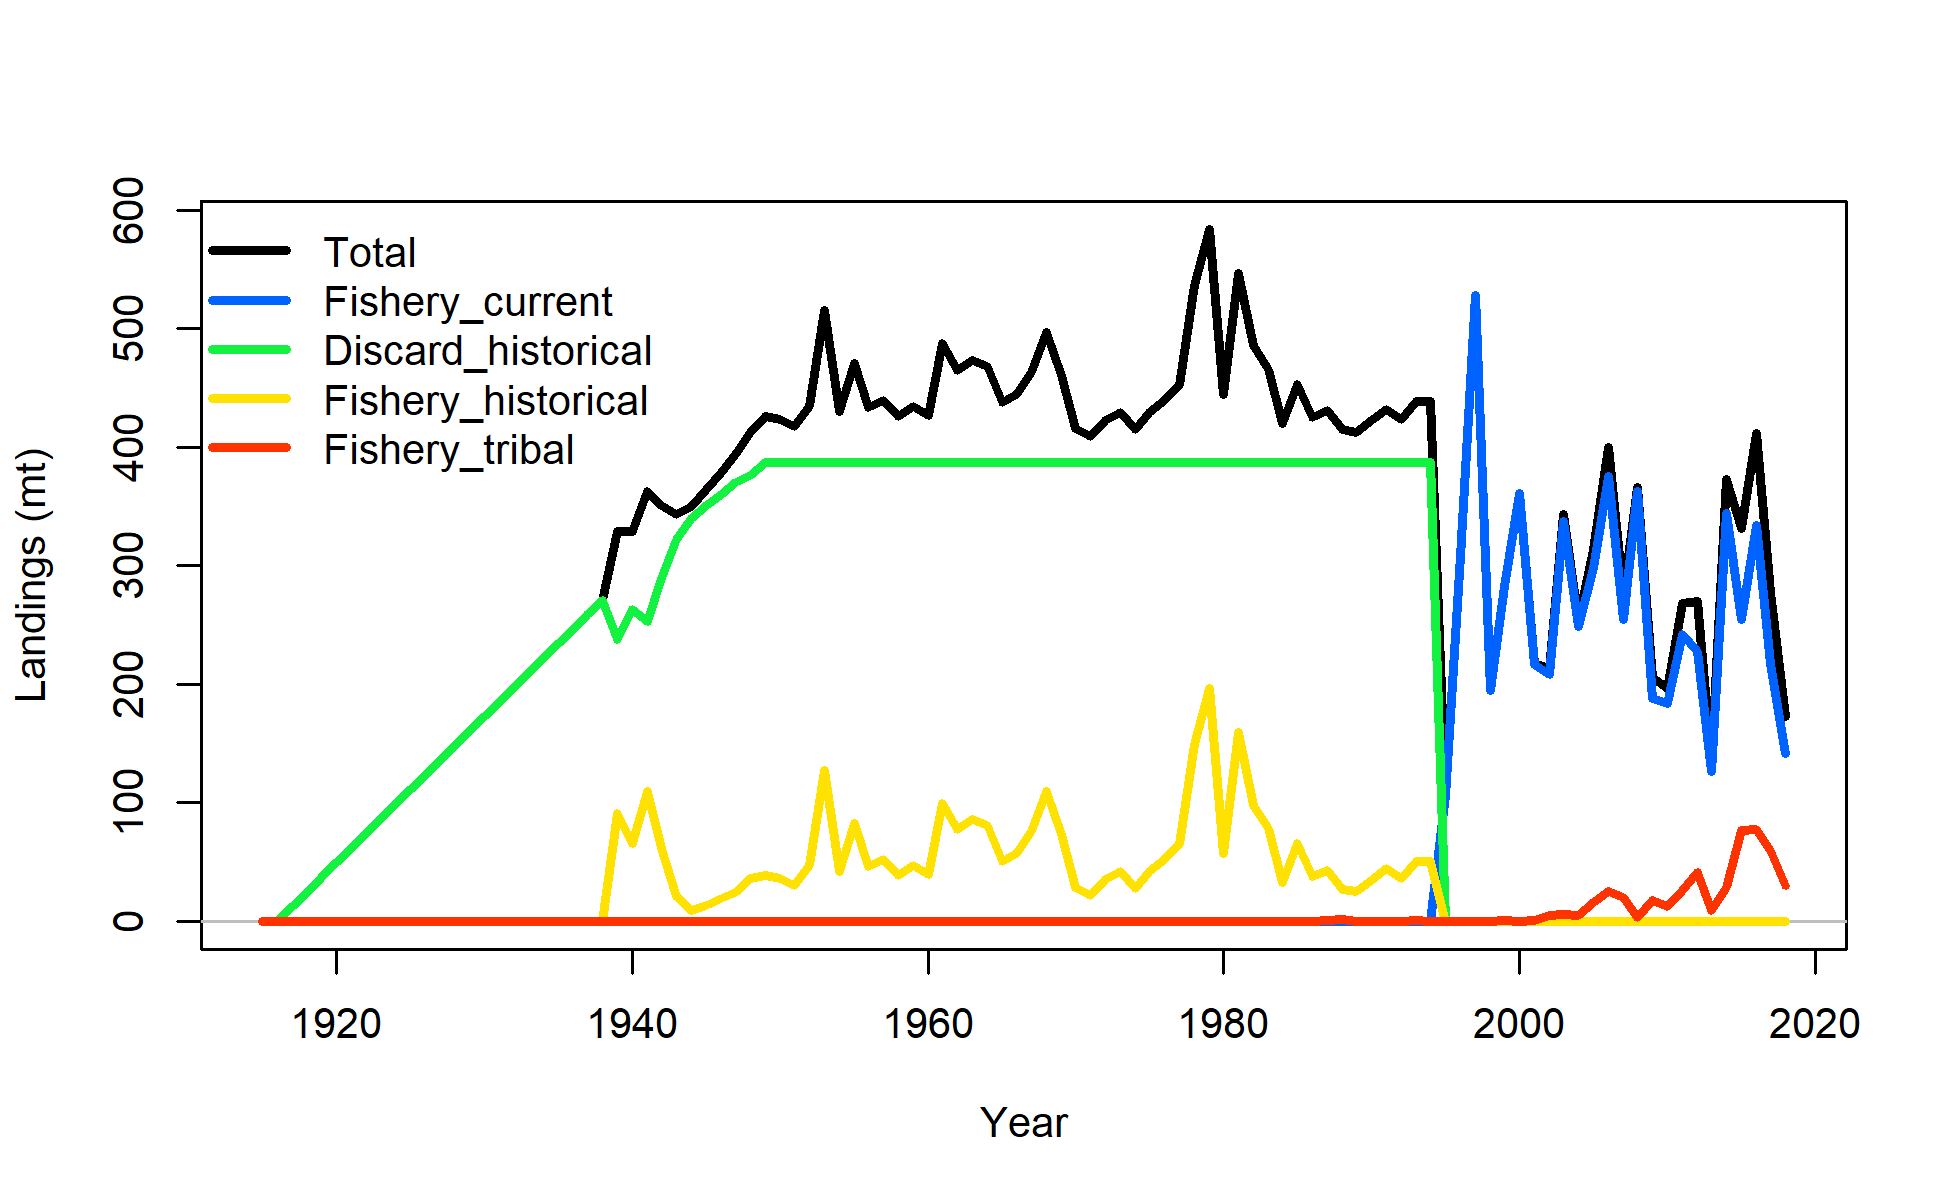 Total
Fishery_current
Discard_historical
Fishery_historical
Fishery_tribal
Landings (mt)
600
500
400
300
200
100
0
1920 1940 1960 1980 2000 2020
Year